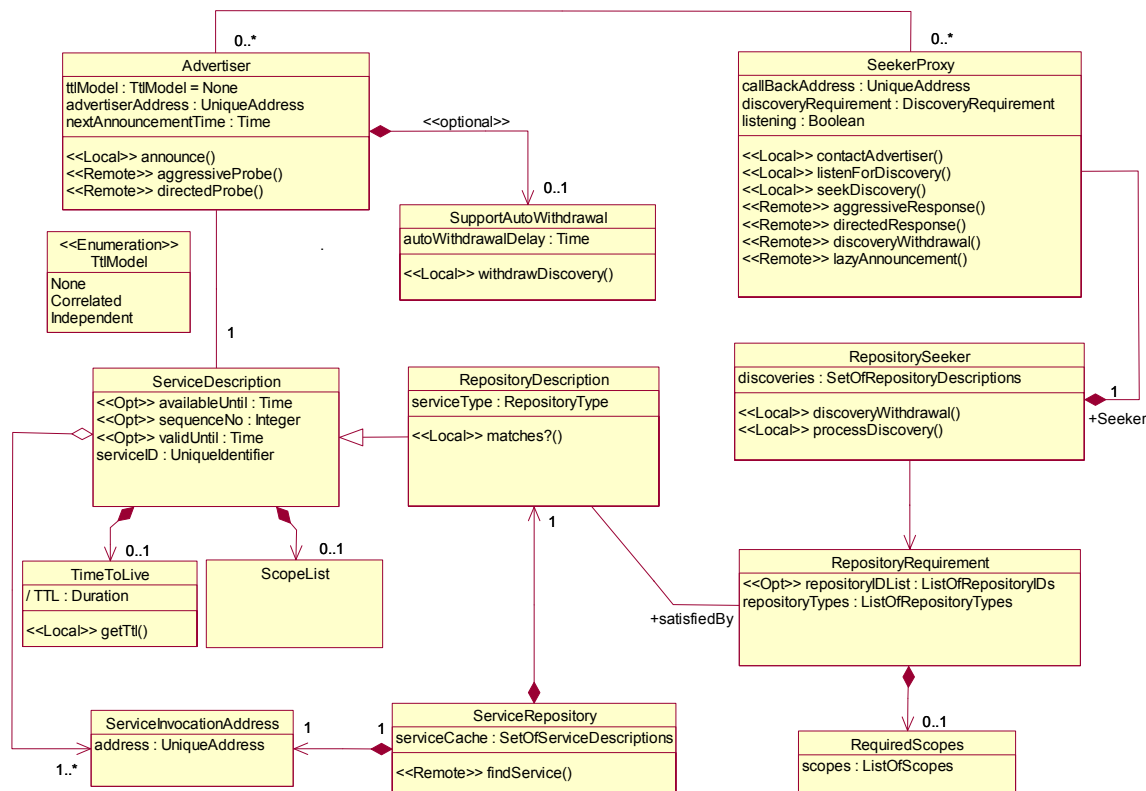 0..*
0..*
Advertiser
ttlModel : TtlModel = None
advertiserAddress : UniqueAddress
nextAnnouncementTime : Time
<<Local>> announce()
<<Remote>> aggressiveProbe()
<<Remote>> directedProbe()
<<optional>>
0..1
SupportAutoWithdrawal
autoWithdrawalDelay : Time
<<Local>> withdrawDiscovery()
SeekerProxy
callBackAddress : UniqueAddress
discoveryRequirement : DiscoveryRequirement
listening : Boolean
<<Local>> contactAdvertiser()
<<Local>> listenForDiscovery()
<<Local>> seekDiscovery()
<<Remote>> aggressiveResponse()
<<Remote>> directedResponse()
<<Remote>> discoveryWithdrawal()
<<Remote>> lazyAnnouncement()
<<Enumeration>>
TtlModel
None
Correlated
Independent
.
1
ServiceDescription
<<Opt>> availableUntil : Time
<<Opt>> sequenceNo : Integer
<<Opt>> validUntil : Time
serviceID : UniqueIdentifier
RepositoryDescription
serviceType : RepositoryType
<<Local>> matches?()
RepositorySeeker
discoveries : SetOfRepositoryDescriptions
<<Local>> discoveryWithdrawal()
<<Local>> processDiscovery()
1
+Seeker
0..1
0..1
1
TimeToLive
/ TTL : Duration
<<Local>> getTtl()
ScopeList
RepositoryRequirement
<<Opt>> repositoryIDList : ListOfRepositoryIDs
repositoryTypes : ListOfRepositoryTypes
+satisfiedBy
ServiceInvocationAddress
address : UniqueAddress
1..*
1
1
ServiceRepository
serviceCache : SetOfServiceDescriptions
<<Remote>> findService()
0..1
RequiredScopes
scopes : ListOfScopes